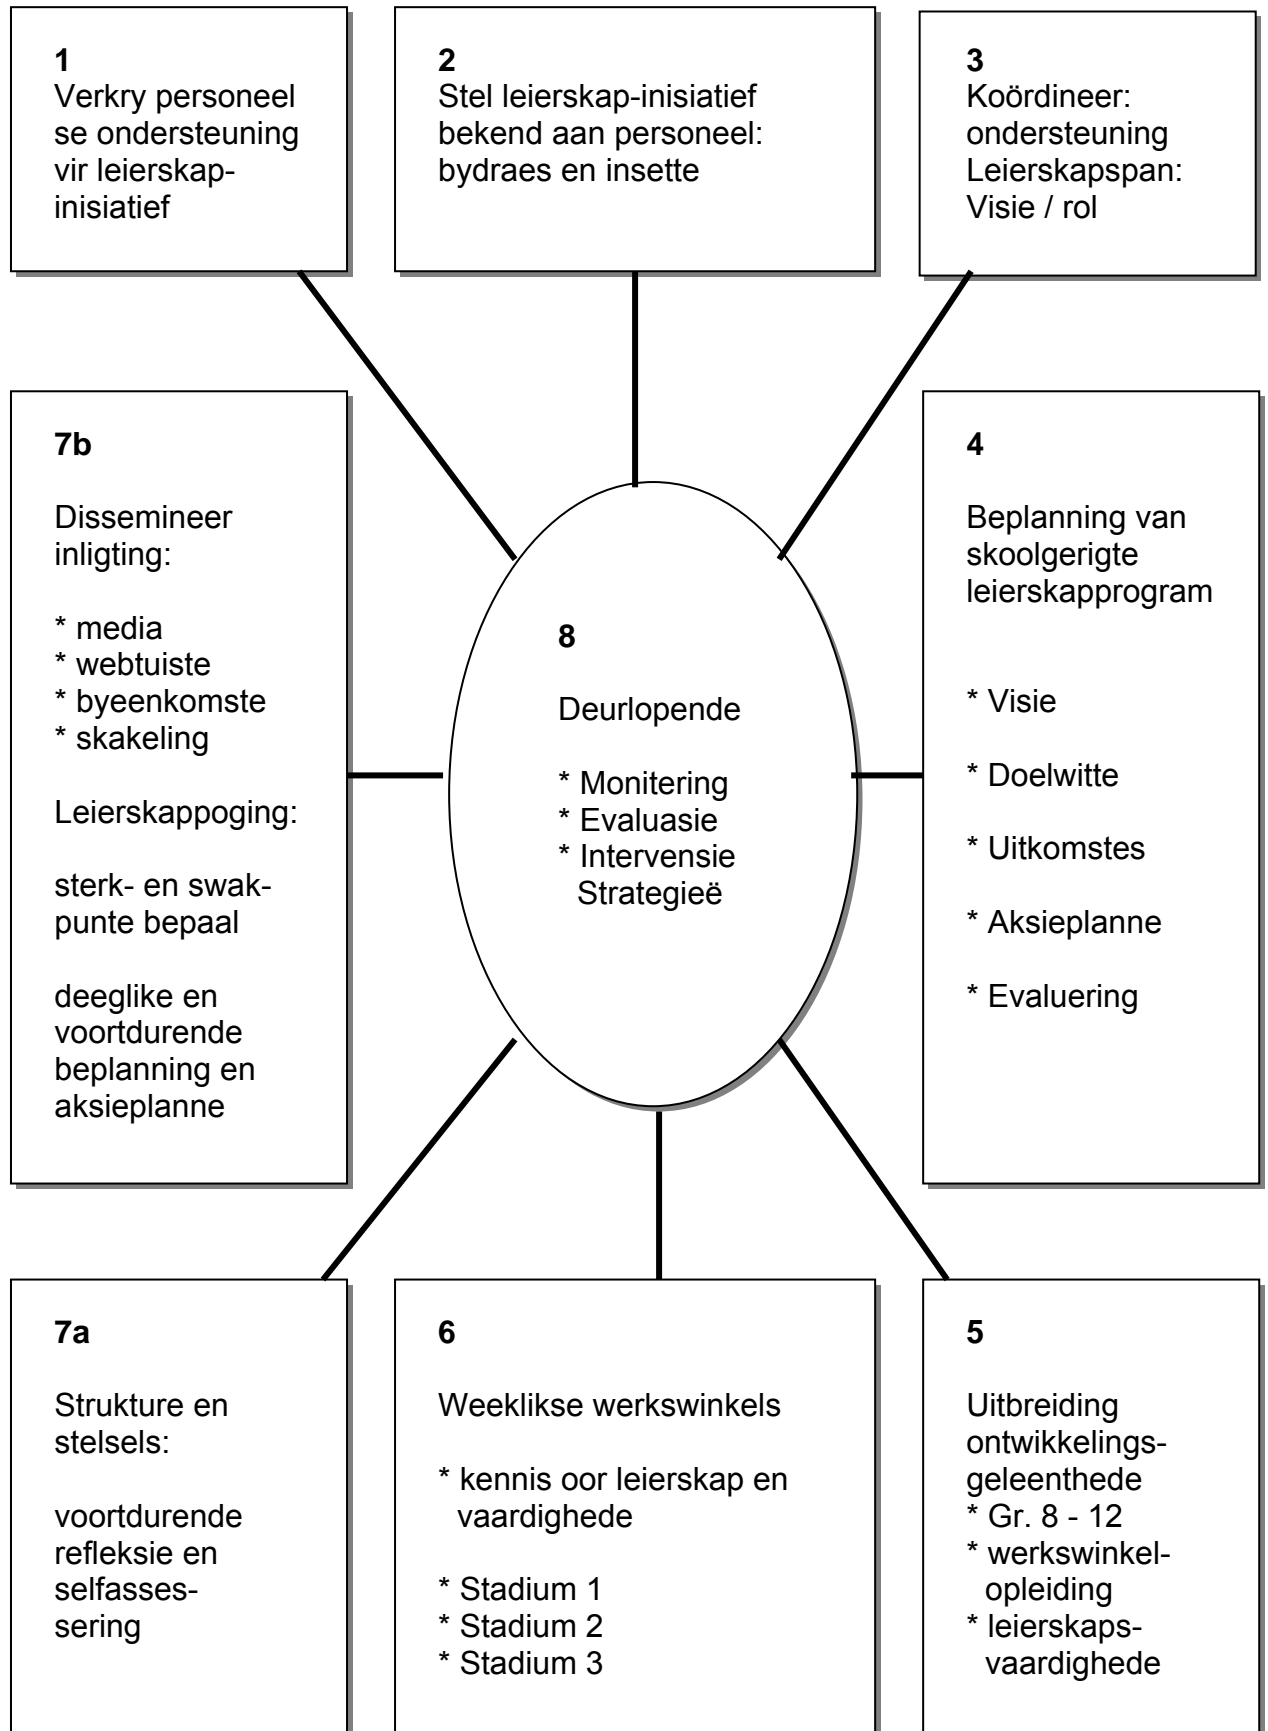 1
Verkry personeel
se ondersteuning
vir leierskap-
inisiatief
2
Stel leierskap-inisiatief
bekend aan personeel:
bydraes en insette
3
Koördineer:
ondersteuning
Leierskapspan:
Visie / rol
7b
Dissemineer
inligting:
* media
* webtuiste
* byeenkomste
* skakeling
Leierskappoging:
sterk- en swak-
punte bepaal
deeglike en
voortdurende
beplanning en
aksieplanne
8
Deurlopende
* Monitering
* Evaluasie
* Intervensie
Strategieë
4
Beplanning van
skoolgerigte
leierskapprogram
* Visie
* Doelwitte
* Uitkomstes
* Aksieplanne
* Evaluering
7a
Strukture en
stelsels:
voortdurende
refleksie en
selfasses-
sering
6
Weeklikse werkswinkels
* kennis oor leierskap en
vaardighede
* Stadium 1
* Stadium 2
* Stadium 3
5
Uitbreiding
ontwikkelings-
geleenthede
* Gr. 8 - 12
* werkswinkel-
opleiding
* leierskaps-
vaardighede